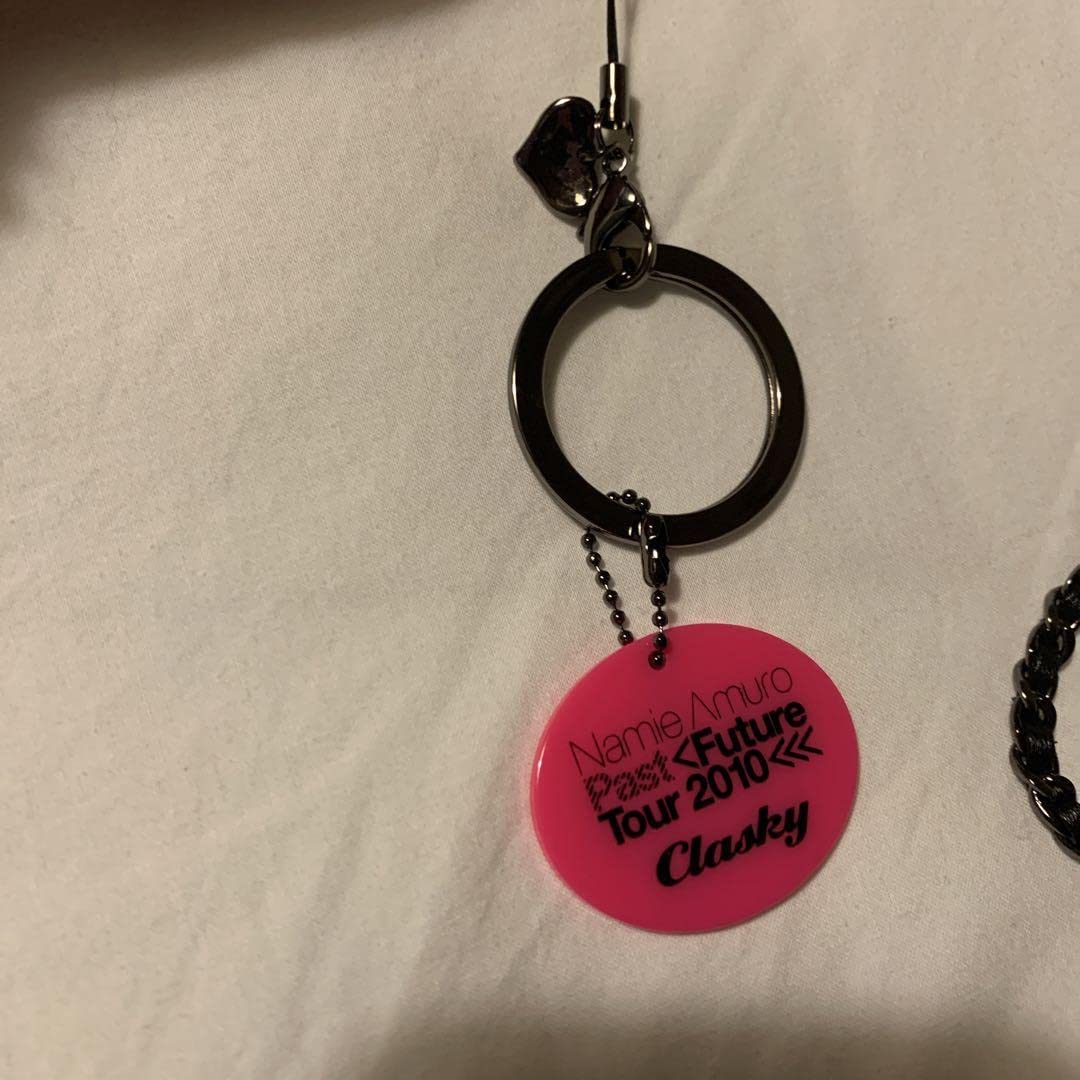 Namie Amuro
Past<Future
Tour 2010<<<
Clasky